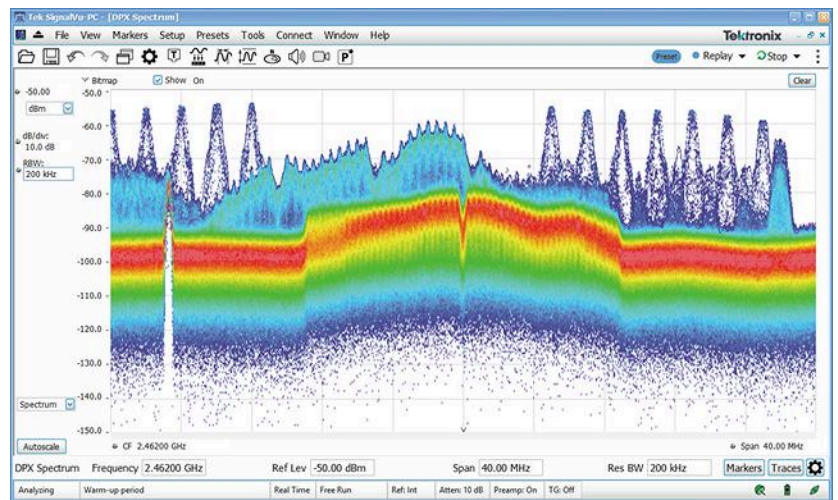 Tek SignalVu-PC - [DPX Spectrum]
File View Markers Setup Presets Tools Connect Window Help
Tektronix
Preset Replay Stop
-50.00
dBm
dB/div:
10.0 dB
RBW:
200 kHz
Bitmap Show On
Clear
-50.0
-60.0
-70.0
-80.0
-90.0
-100.0
-110.0
-120.0
-130.0
-140.0
-150.0
Spectrum
Autoscale
CF 2.46200 GHz
Span 40.00 MHz
DPX Spectrum Frequency 2.46200 GHz Ref Lev -50.00 dBm Span 40.00 MHz Res BW 200 kHz Markers Traces
Analyzing Warm-up period Real Time Free Run Ref: Int Atten: 10 dB Preamp: On TG: Off